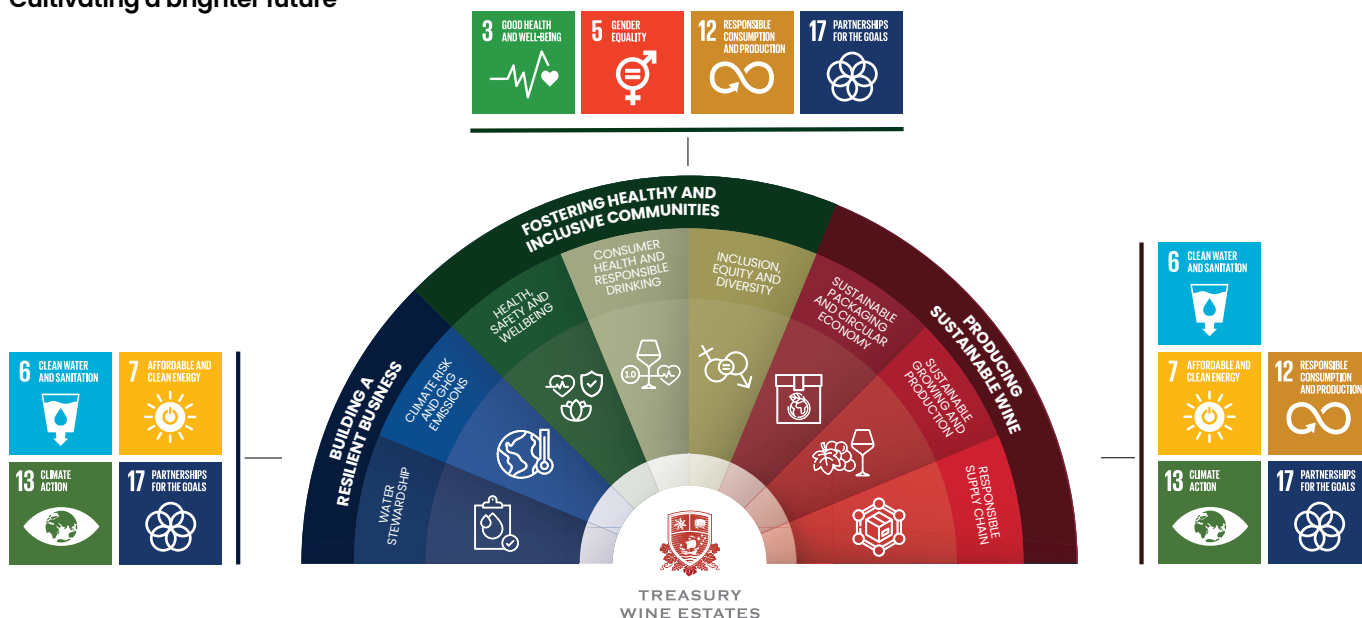 Cultivating a brighter future
3 GOOD HEALTH
AND WELL-BEING
5 GENDER
EQUALITY
12 RESPONSIBLE
CONSUMPTION
AND PRODUCTION
17 PARTNERSHIPS
FOR THE GOALS
FOSTERING HEALTHY AND
INCLUSIVE COMMUNITIES
HEALTH,
SAFETY AND
WELLBEING
CONSUMER
HEALTH AND
RESPONSIBLE
DRINKING
1.0
INCLUSION,
EQUITY AND
DIVERSITY
BUILDING A
RESILIENT BUSINESS
WATER
STEWARDSHIP
CLIMATE RISK
AND GHG
EMISSIONS
6 CLEAN WATER
AND SANITATION
7 AFFORDABLE AND
CLEAN ENERGY
13 CLIMATE
ACTION
17 PARTNERSHIPS
FOR THE GOALS
PRODUCING
SUSTAINABLE WINE
SUSTAINABLE
PACKAGING
AND CIRCULAR
ECONOMY
SUSTAINABLE
GROWING AND
PRODUCTION
RESPONSIBLE
SUPPLY CHAIN
6 CLEAN WATER
AND SANITATION
7 AFFORDABLE AND
CLEAN ENERGY
12 RESPONSIBLE
CONSUMPTION
AND PRODUCTION
13 CLIMATE
ACTION
17 PARTNERSHIPS
FOR THE GOALS
TREASURY
WINE ESTATES